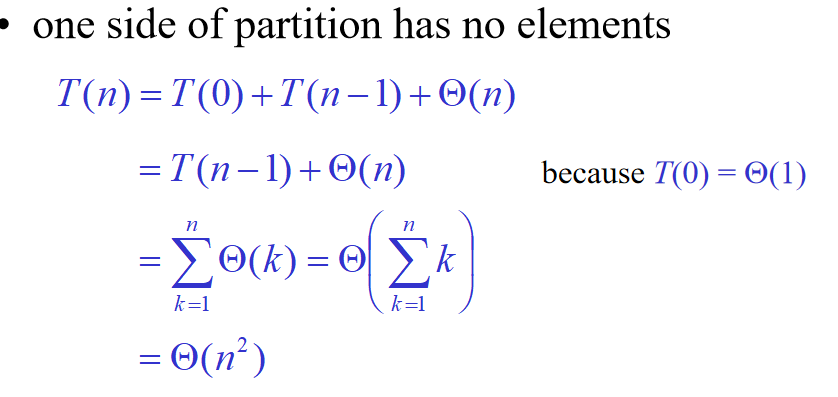 • one side of partition has no elements
T(n) = T(0) + T(n − 1) + Θ(n)
= T(n − 1) + Θ(n) because T(0) = Θ(1)
= ∑_{k=1}^{n} Θ(k) = Θ(∑_{k=1}^{n} k)
= Θ(n²)